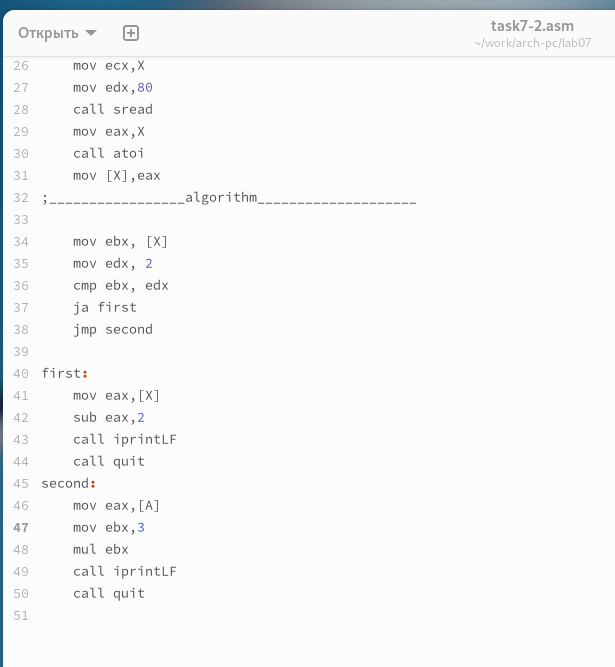 Открыть
task7-2.asm
~/work/arch-pc/lab07
26 mov ecx,X
27 mov edx,80
28 call sread
29 mov eax,X
30 call atoi
31 mov [X],eax
32 ;_________________algorithm____________________
33
34 mov ebx, [X]
35 mov edx, 2
36 cmp ebx, edx
37 ja first
38 jmp second
39
40 first:
41 mov eax,[X]
42 sub eax,2
43 call iprintLF
44 call quit
45 second:
46 mov eax,[A]
47 mov ebx,3
48 mul ebx
49 call iprintLF
50 call quit
51